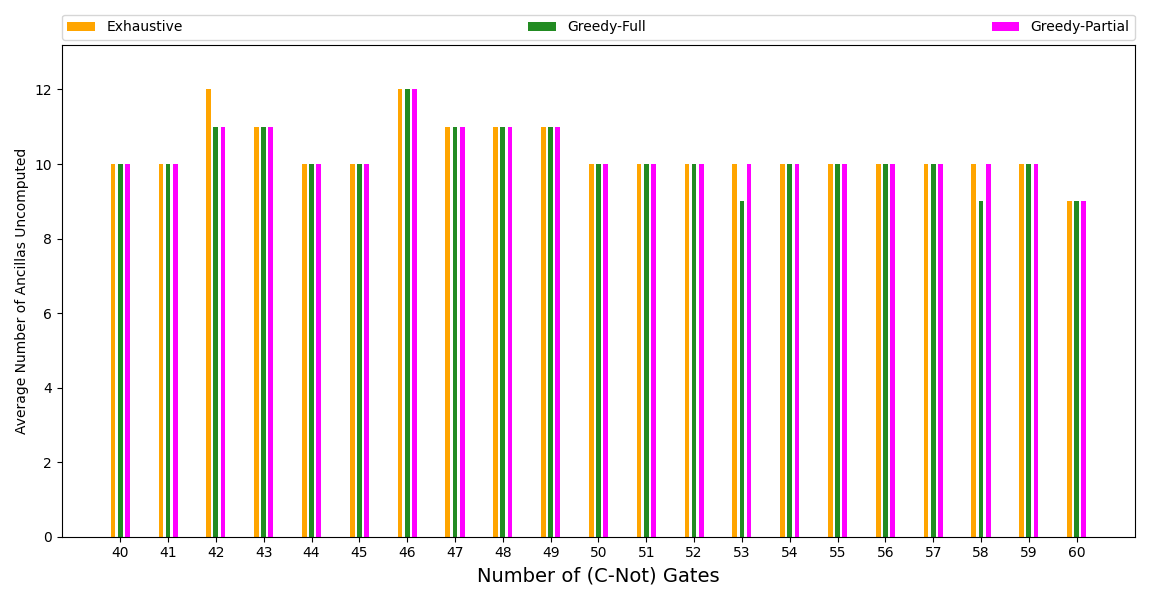 Exhaustive
Greedy-Full
Greedy-Partial
Average Number of Ancillas Uncomputed
12
10
8
6
4
2
0
40 41 42 43 44 45 46 47 48 49 50 51 52 53 54 55 56 57 58 59 60
Number of (C-Not) Gates